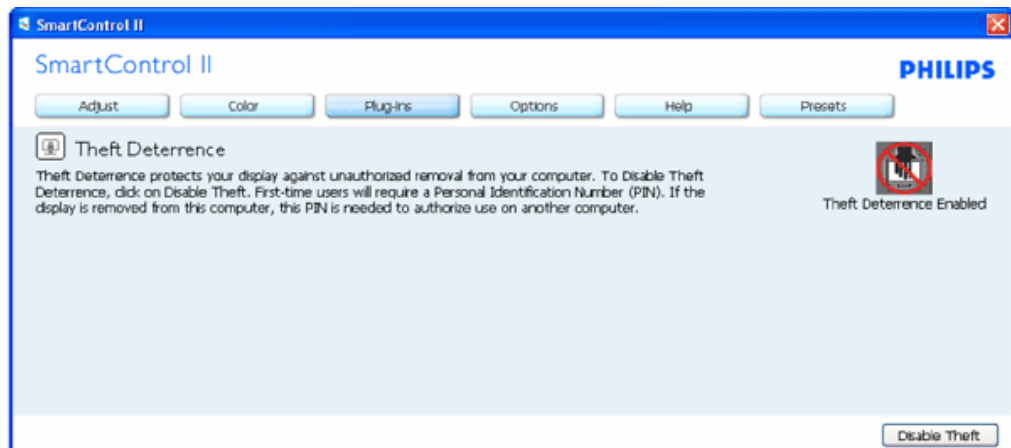 SmartControl II
SmartControl II
PHILIPS
Adjust
Color
Plug-Ins
Options
Help
Presets
Theft Deterrence
Theft Deterrence protects your display against unauthorized removal from your computer. To Disable Theft
Deterrence, click on Disable Theft. First-time users will require a Personal Identification Number (PIN). If the
display is removed from this computer, this PIN is needed to authorize use on another computer.
Theft Deterrence Enabled
Disable Theft